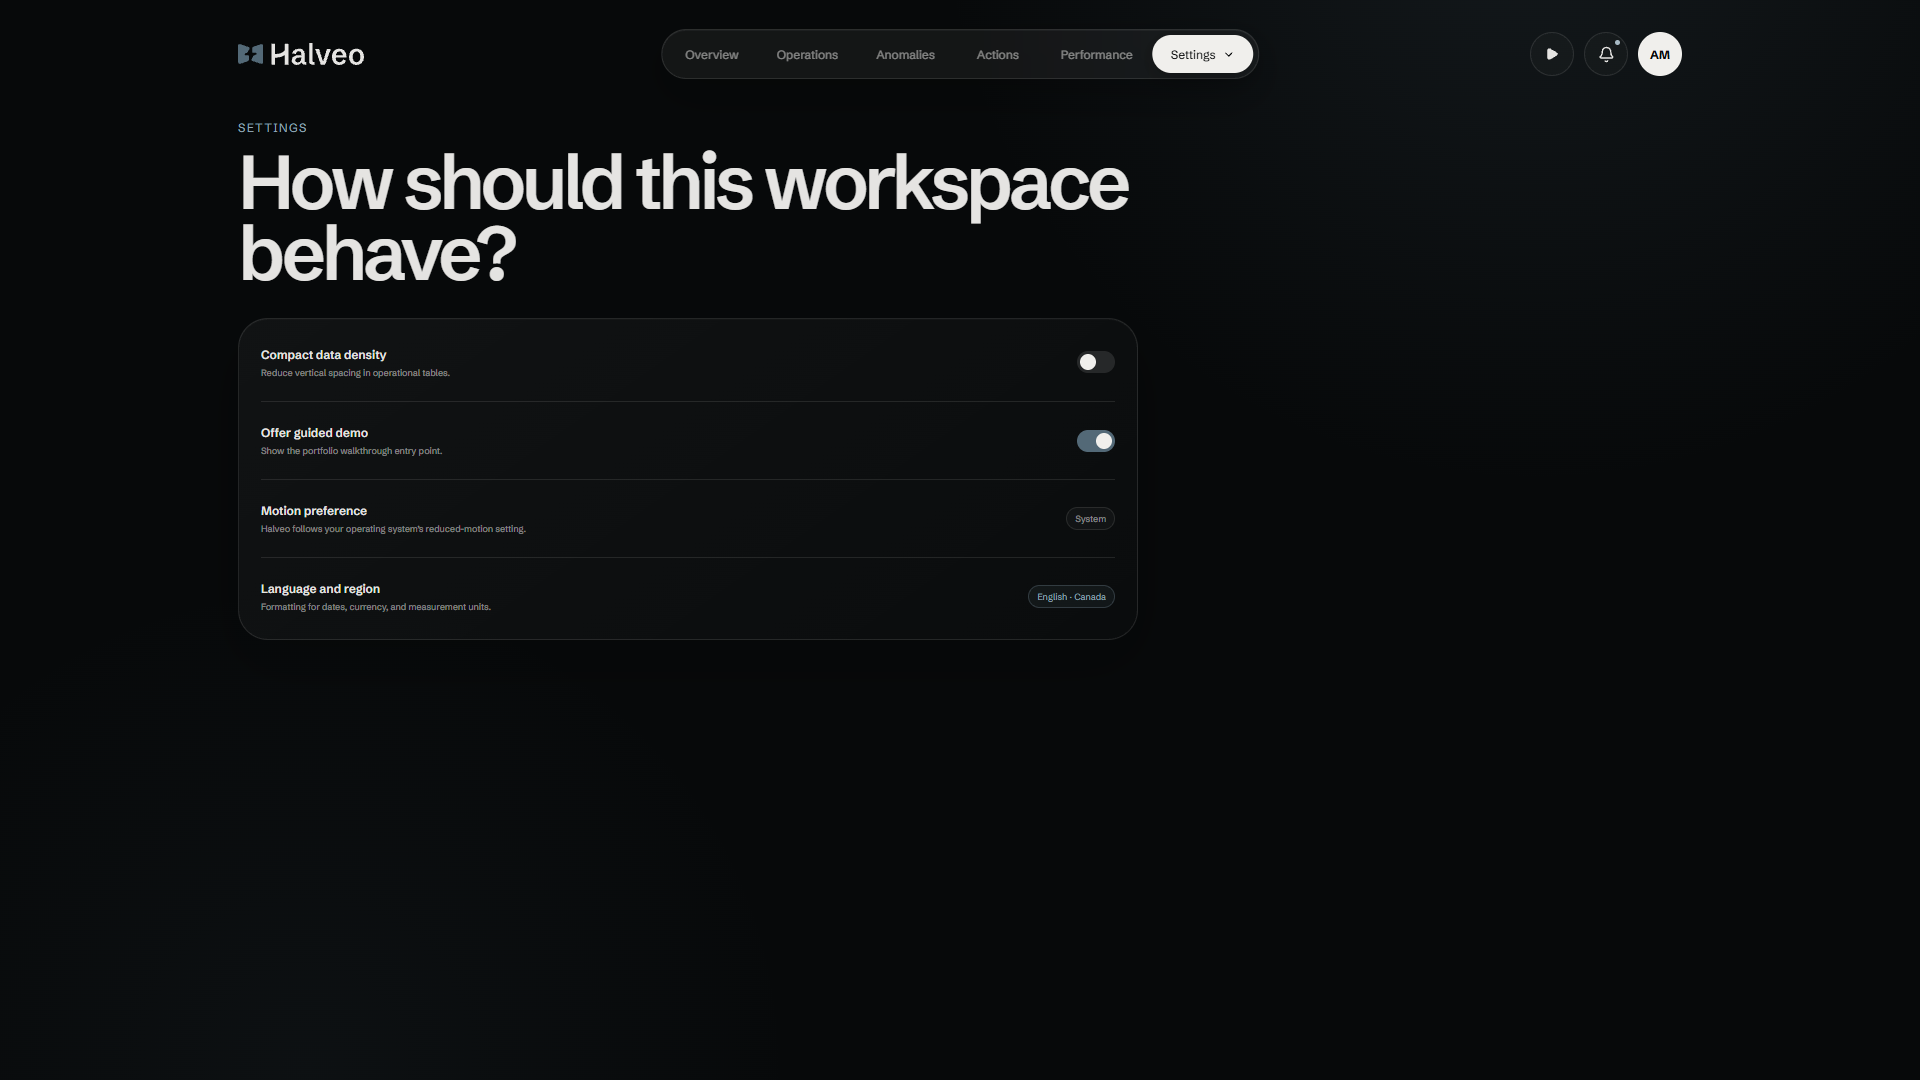 Halveo
Overview
Operations
Anomalies
Actions
Performance
Settings
AM
SETTINGS
How should this workspace
behave?
Compact data density
Reduce vertical spacing in operational tables.
Offer guided demo
Show the portfolio walkthrough entry point.
Motion preference
Halveo follows your operating system's reduced-motion setting.
System
Language and region
Formatting for dates, currency, and measurement units.
English - Canada